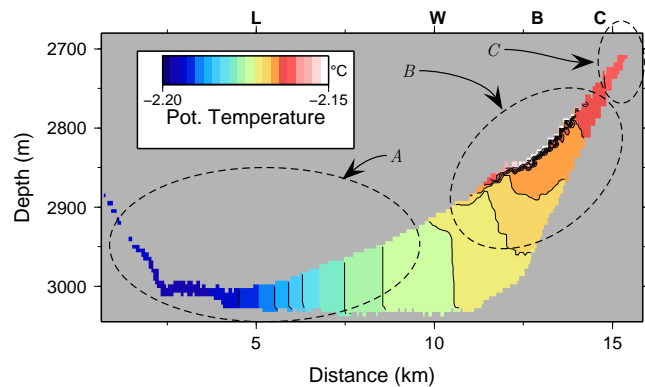 L W B C
2700
2800
2900
3000
Depth (m)
°C
−2.20 −2.15
Pot. Temperature
A
B
C
5 10 15
Distance (km)